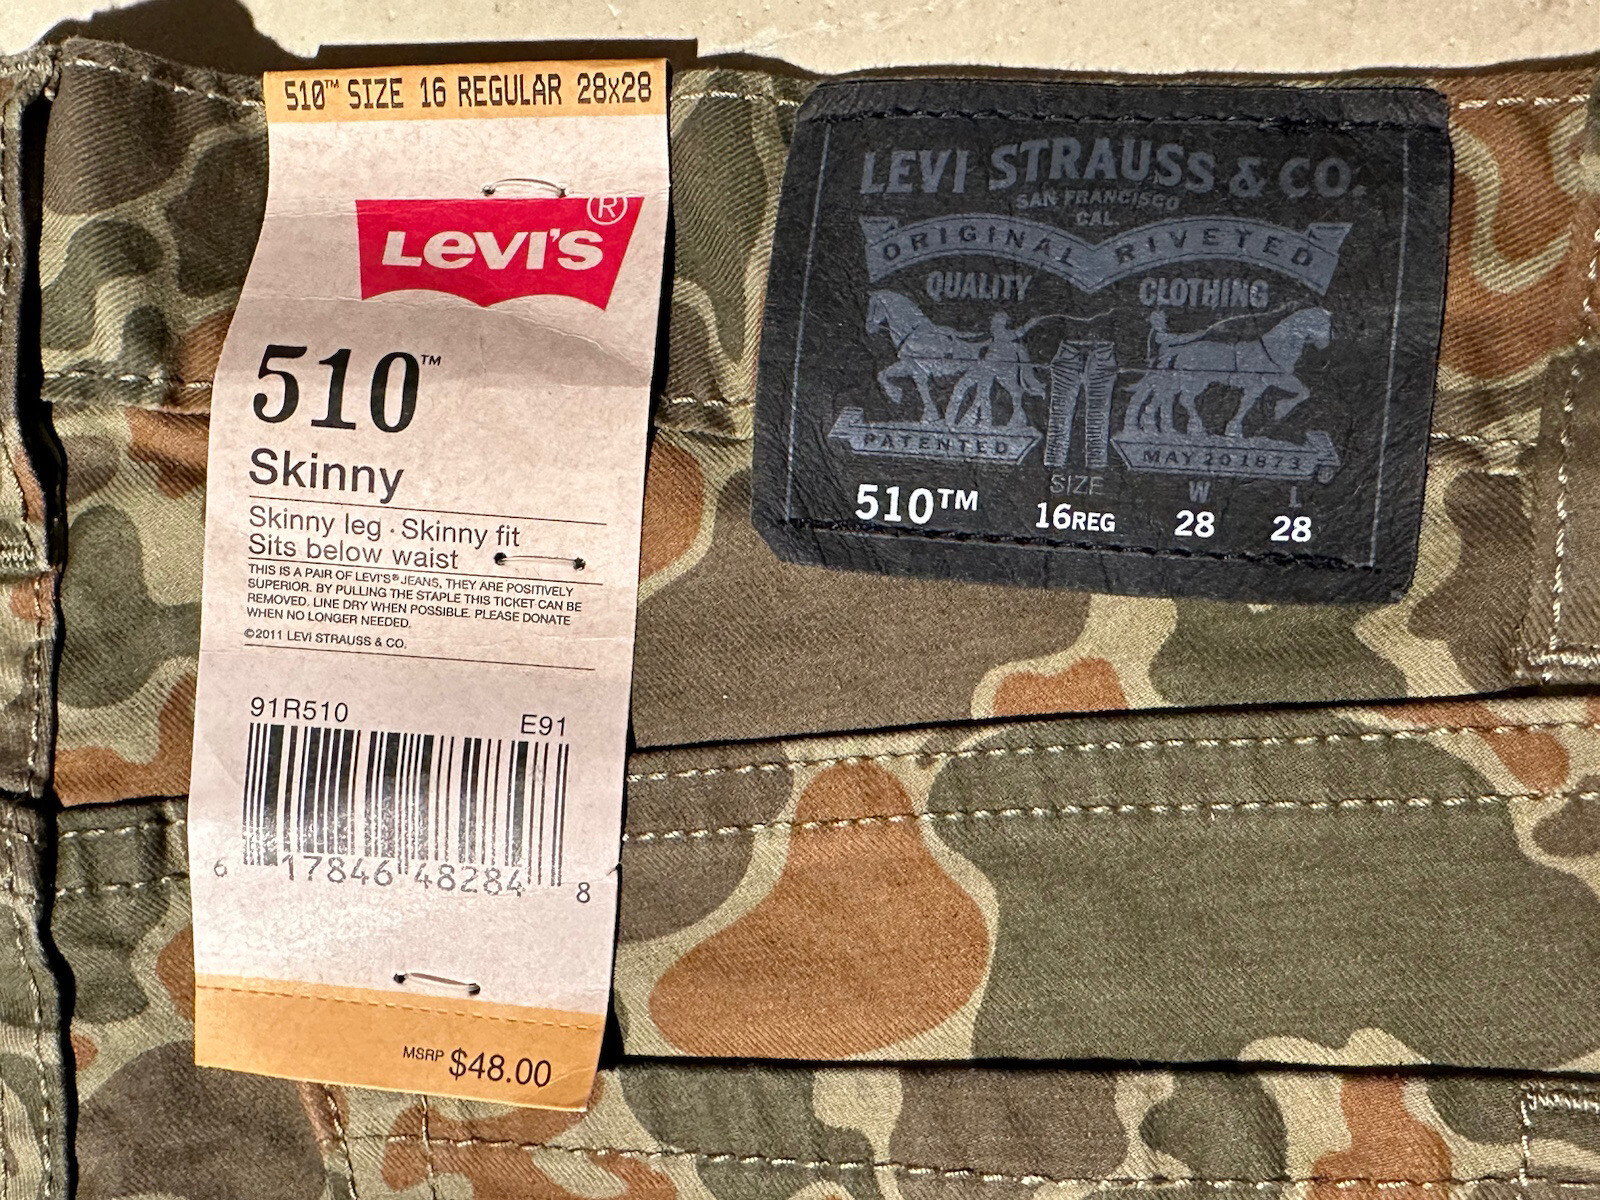 510™ SIZE 16 REGULAR 28x28
LEVI'S®
510™
Skinny
Skinny leg · Skinny fit
Sits below waist
THIS IS A PAIR OF LEVI'S® JEANS, THEY ARE POSITIVELY
SUPERIOR. BY PULLING THE STAPLE THIS TICKET CAN BE
REMOVED. LINE DRY WHEN POSSIBLE. PLEASE DONATE
WHEN NO LONGER NEEDED.
©2011 LEVI STRAUSS & CO.
91R510 E91
6 17846 48284 8
MSRP $48.00
LEVI STRAUSS & CO.
SAN FRANCISCO
CAL.
ORIGINAL RIVETED
QUALITY CLOTHING
PATENTED MAY 20 1873
SIZE W L
510™ 16REG 28 28